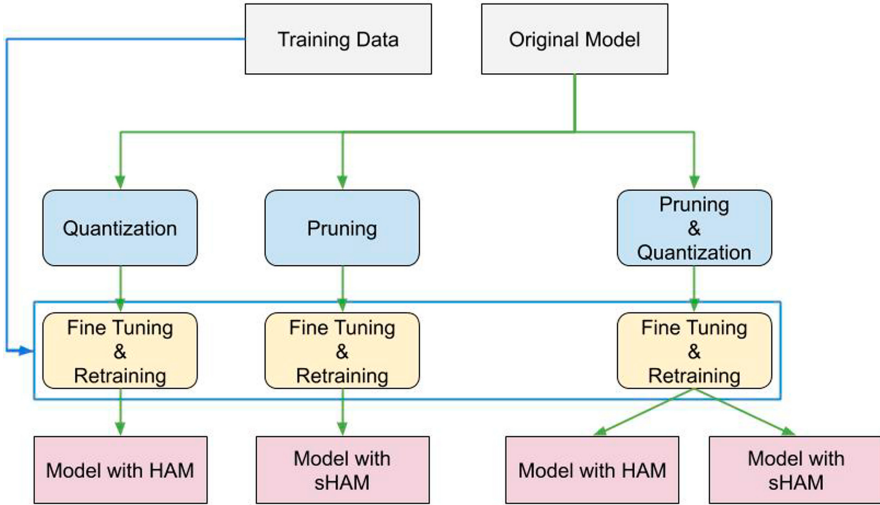 Training Data
Original Model
Quantization
Pruning
Pruning
&
Quantization
Fine Tuning
&
Retraining
Fine Tuning
&
Retraining
Fine Tuning
&
Retraining
Model with HAM
Model with
sHAM
Model with HAM
Model with
sHAM